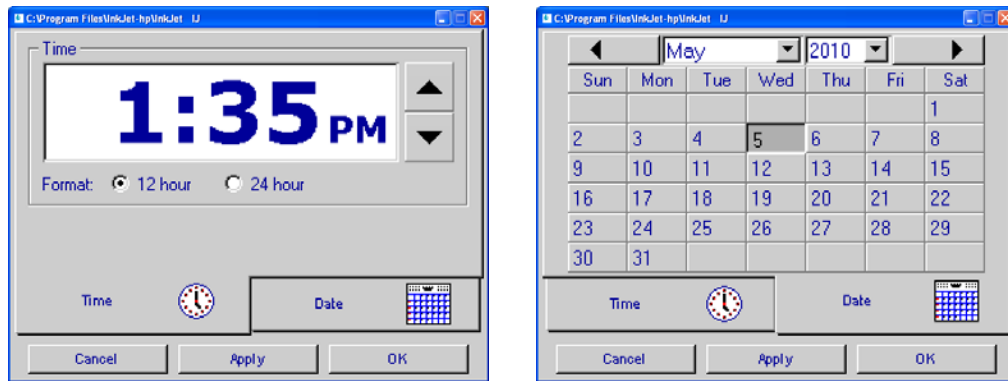 C:\Program Files\InkJet-hp\InkJet IJ
Time
1:35 PM
Format: 12 hour 24 hour
Time Date
Cancel Apply OK
C:\Program Files\InkJet-hp\InkJet IJ
May 2010
Sun Mon Tue Wed Thu Fri Sat
1
2 3 4 5 6 7 8
9 10 11 12 13 14 15
16 17 18 19 20 21 22
23 24 25 26 27 28 29
30 31
Time Date
Cancel Apply OK